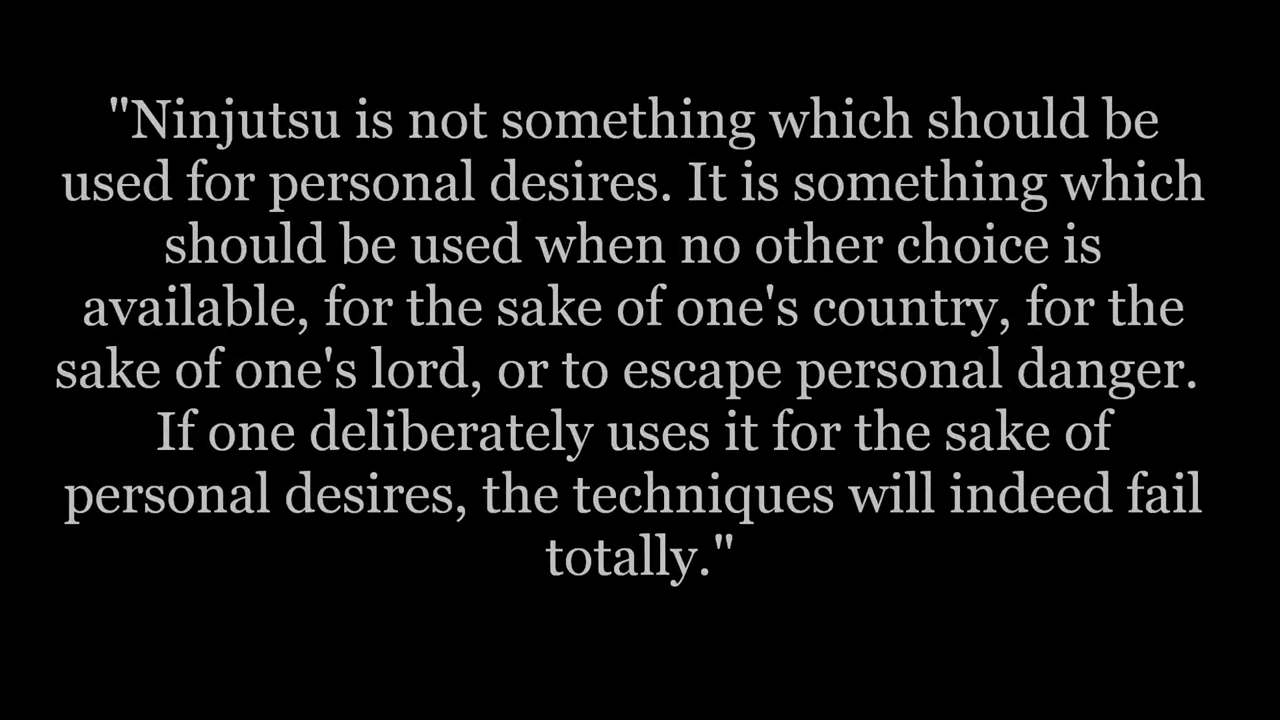 "Ninjutsu is not something which should be
used for personal desires. It is something which
should be used when no other choice is
available, for the sake of one's country, for the
sake of one's lord, or to escape personal danger.
If one deliberately uses it for the sake of
personal desires, the techniques will indeed fail
totally."